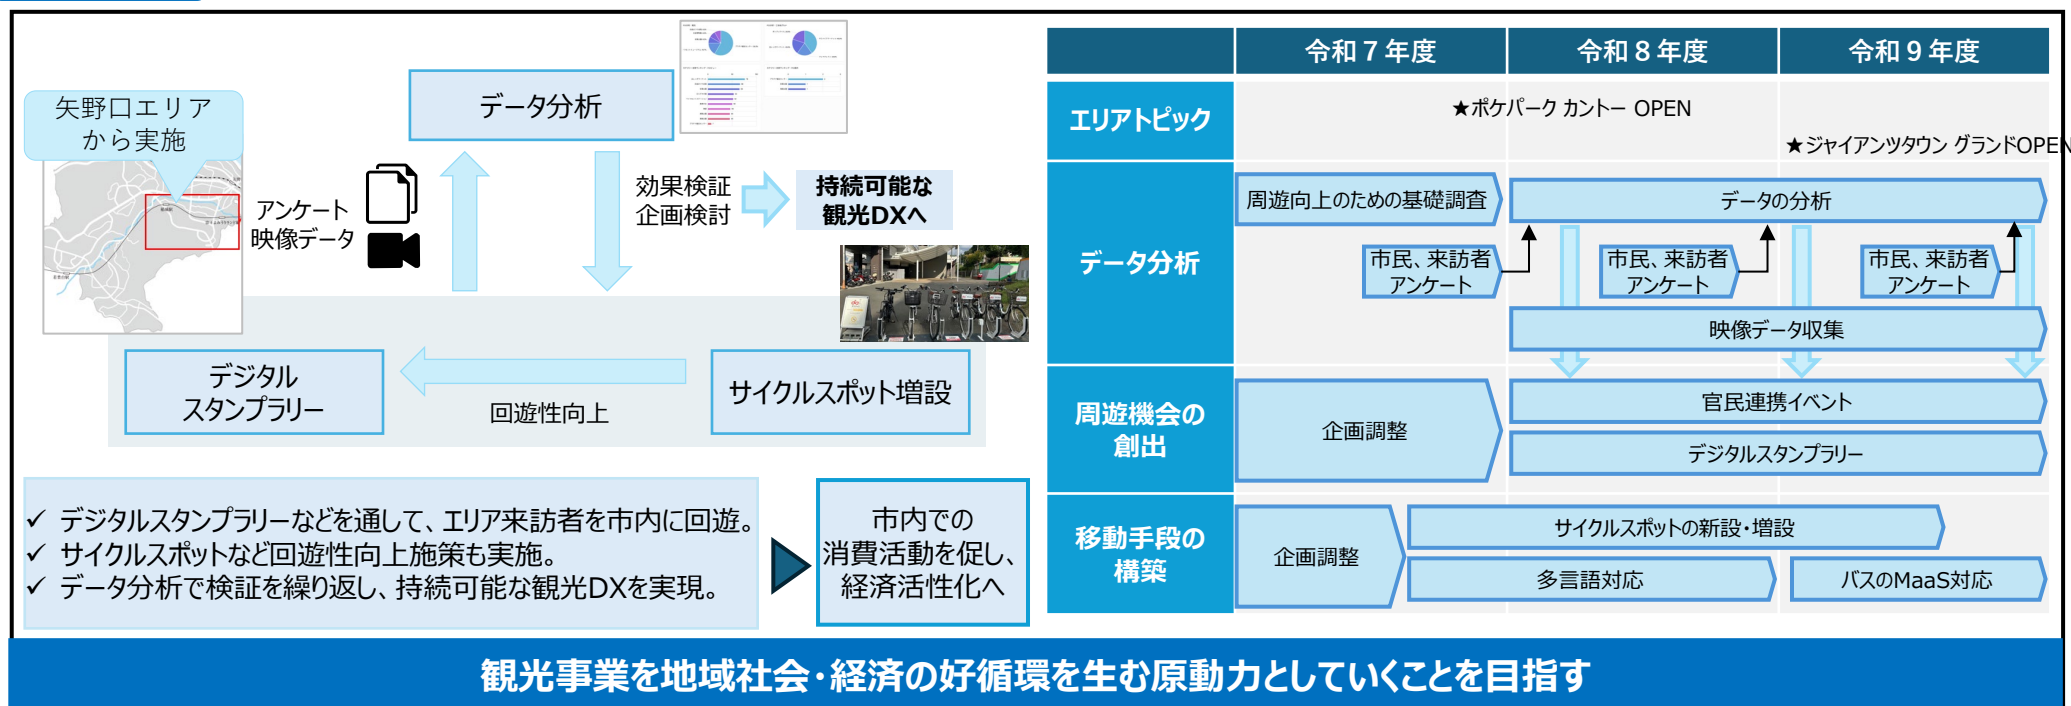 データ分析
矢野口エリア
から実施
アンケート
映像データ
効果検証
企画検討
持続可能な
観光DXへ
デジタル
スタンプラリー
回遊性向上
サイクルスポット増設
✓ デジタルスタンプラリーなどを通して、エリア来訪者を市内に回遊。
✓ サイクルスポットなど回遊性向上施策も実施。
✓ データ分析で検証を繰り返し、持続可能な観光DXを実現。
市内での
消費活動を促し、
経済活性化へ
令和7年度
令和8年度
令和9年度
エリアトピック
★ポケパーク カントー OPEN
★ジャイアンツタウン グランドOPEN
データ分析
周遊向上のための基礎調査
データの分析
市民、来訪者
アンケート
市民、来訪者
アンケート
市民、来訪者
アンケート
映像データ収集
周遊機会の
創出
企画調整
官民連携イベント
デジタルスタンプラリー
移動手段の
構築
企画調整
サイクルスポットの新設・増設
多言語対応
バスのMaaS対応
観光事業を地域社会・経済の好循環を生む原動力としていくことを目指す